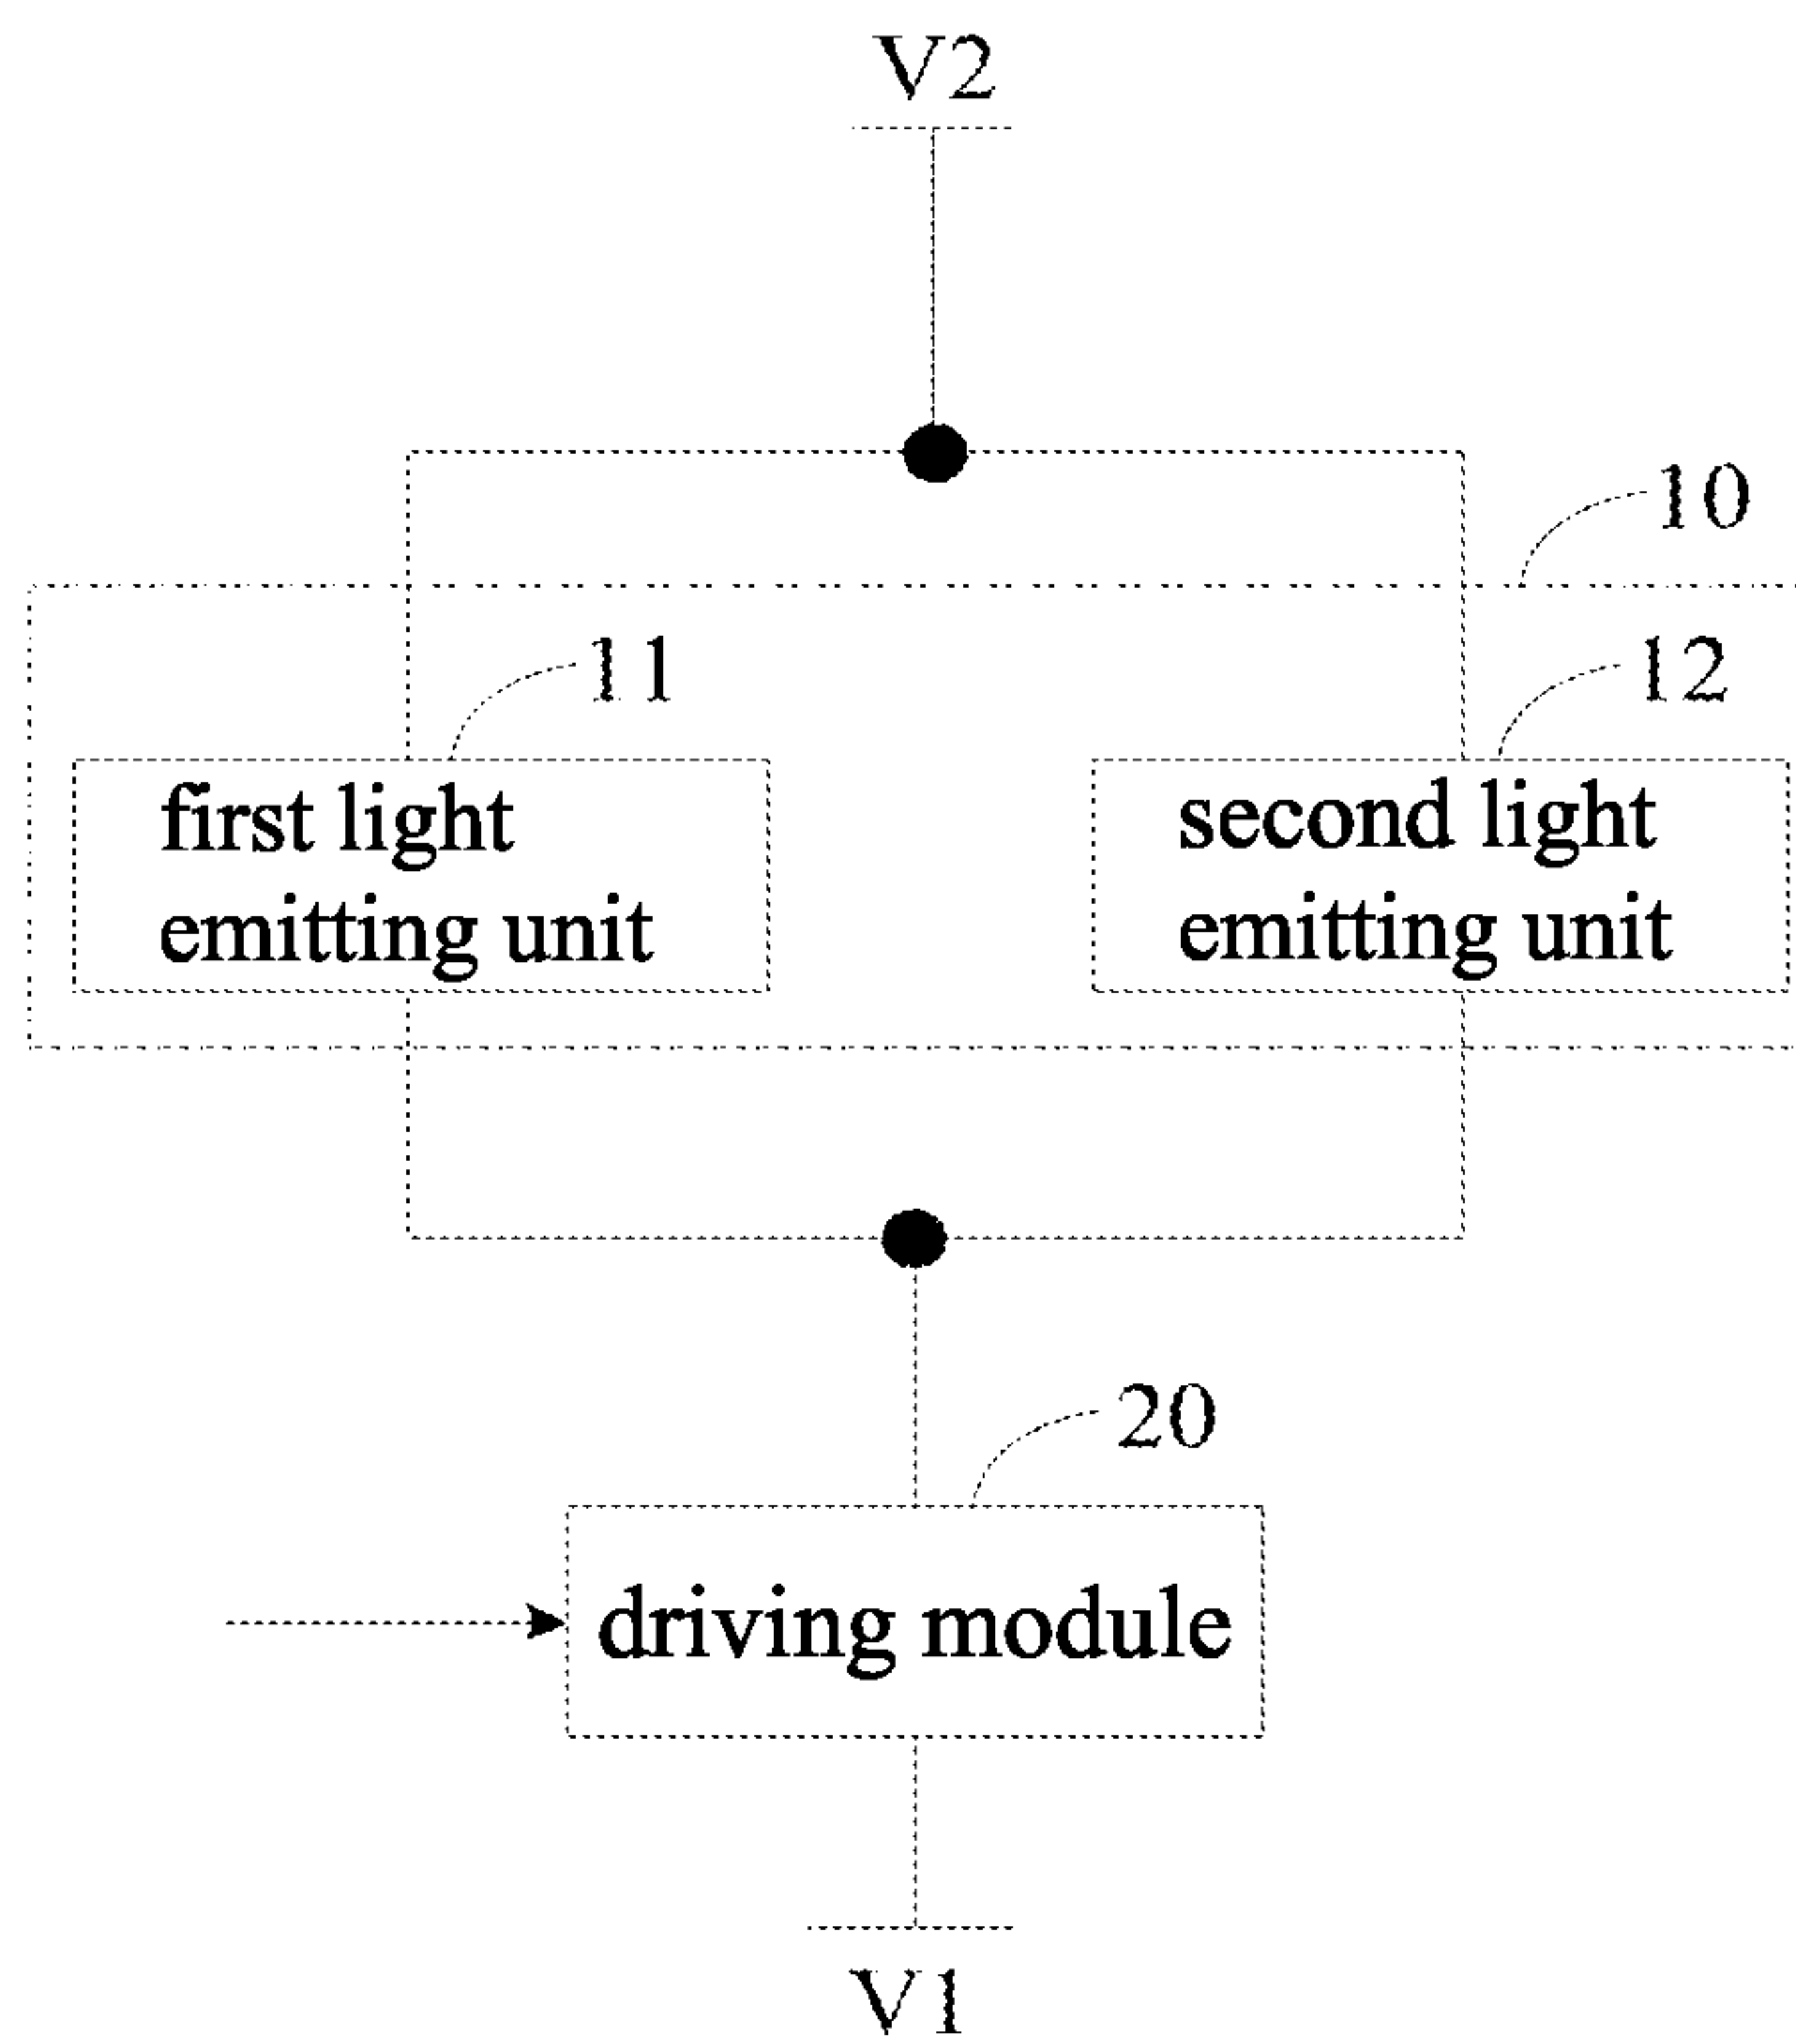 V2
10
11
12
first light
emitting unit
second light
emitting unit
20
driving module
V1